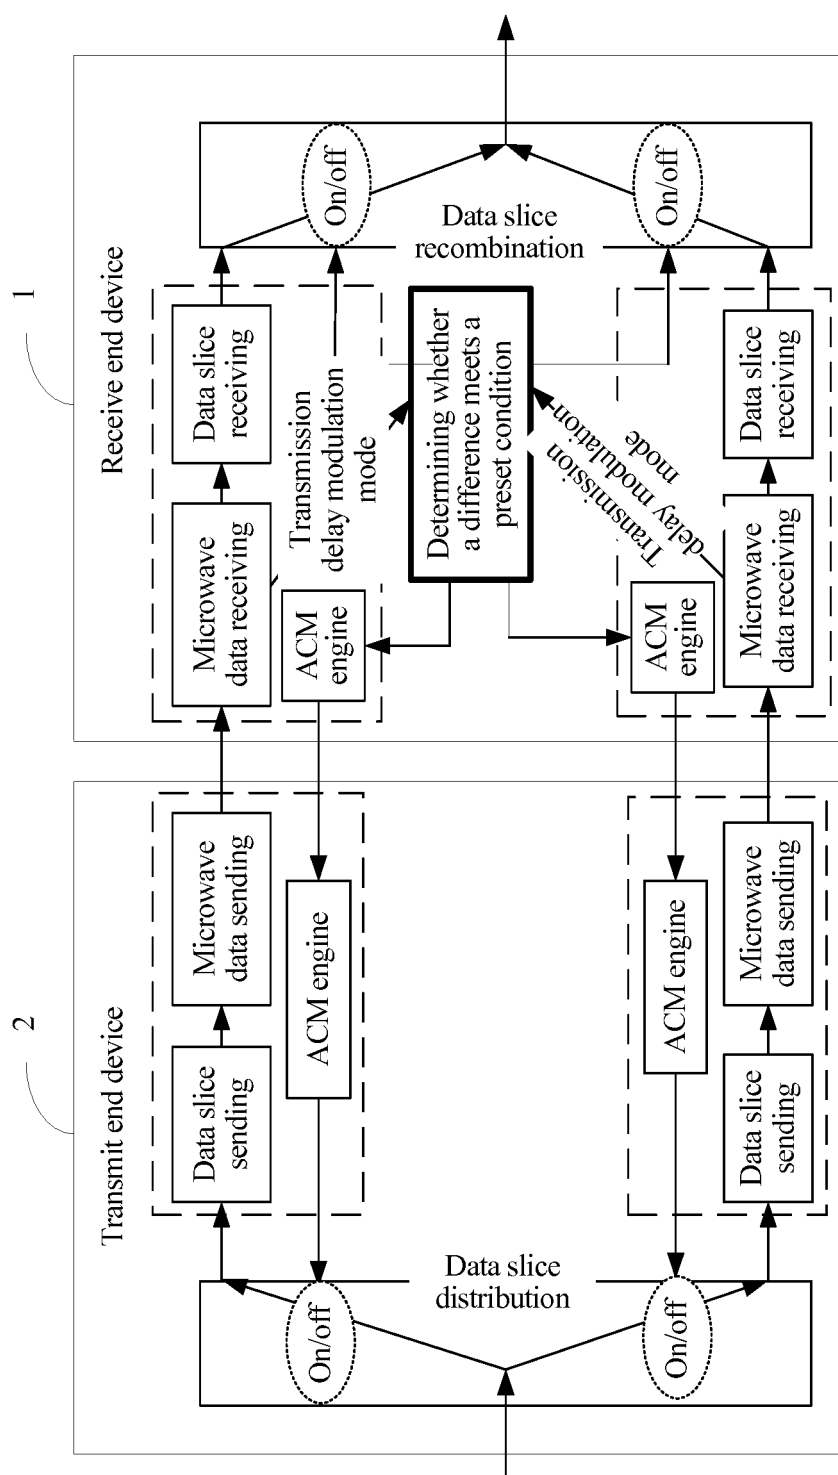 1
Receive end device
Data slice
receiving
Microwave
data receiving
ACM
engine
Transmission
delay modulation
mode
On/off
Data slice
recombination
On/off
Determining whether
a difference meets a
preset condition
Transmission
delay modulation
mode
ACM
engine
Data slice
receiving
Microwave
data receiving
2
Transmit end device
Microwave
data sending
Data slice
sending
ACM engine
ACM engine
Microwave
data sending
Data slice
sending
On/off
Data slice
distribution
On/off